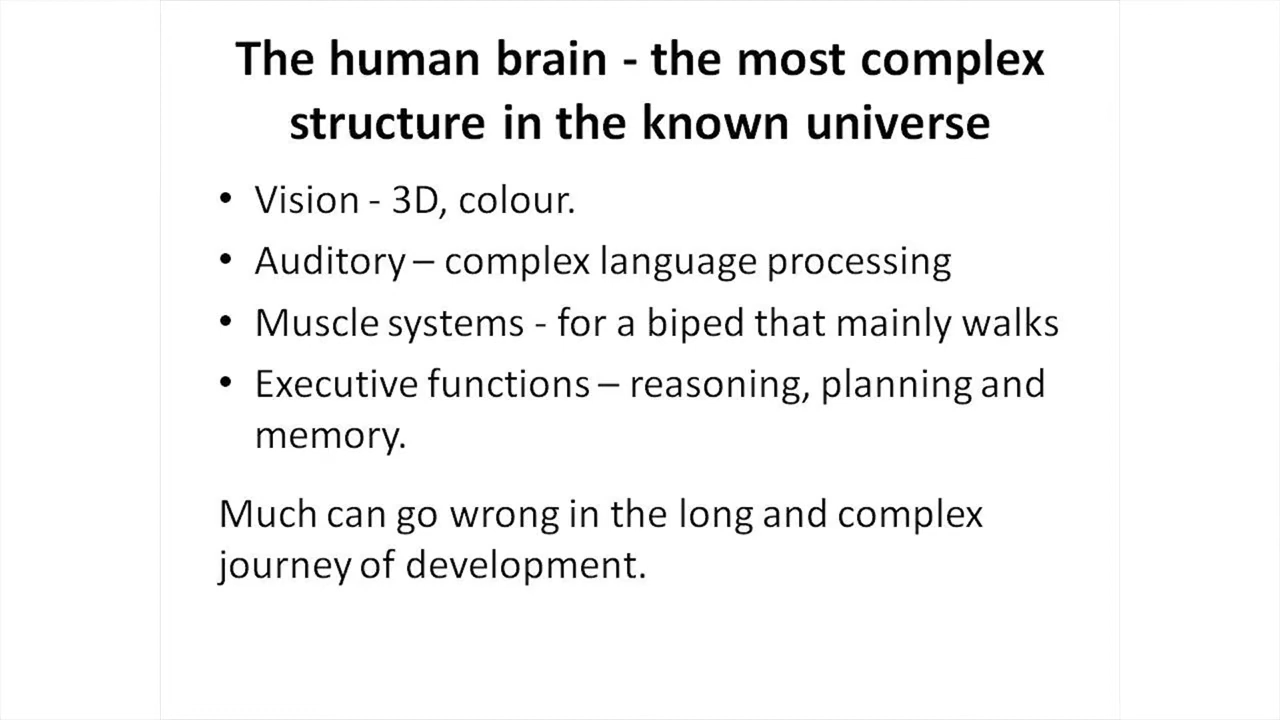 The human brain - the most complex
structure in the known universe
• Vision - 3D, colour.
• Auditory – complex language processing
• Muscle systems - for a biped that mainly walks
• Executive functions – reasoning, planning and
memory.
Much can go wrong in the long and complex
journey of development.